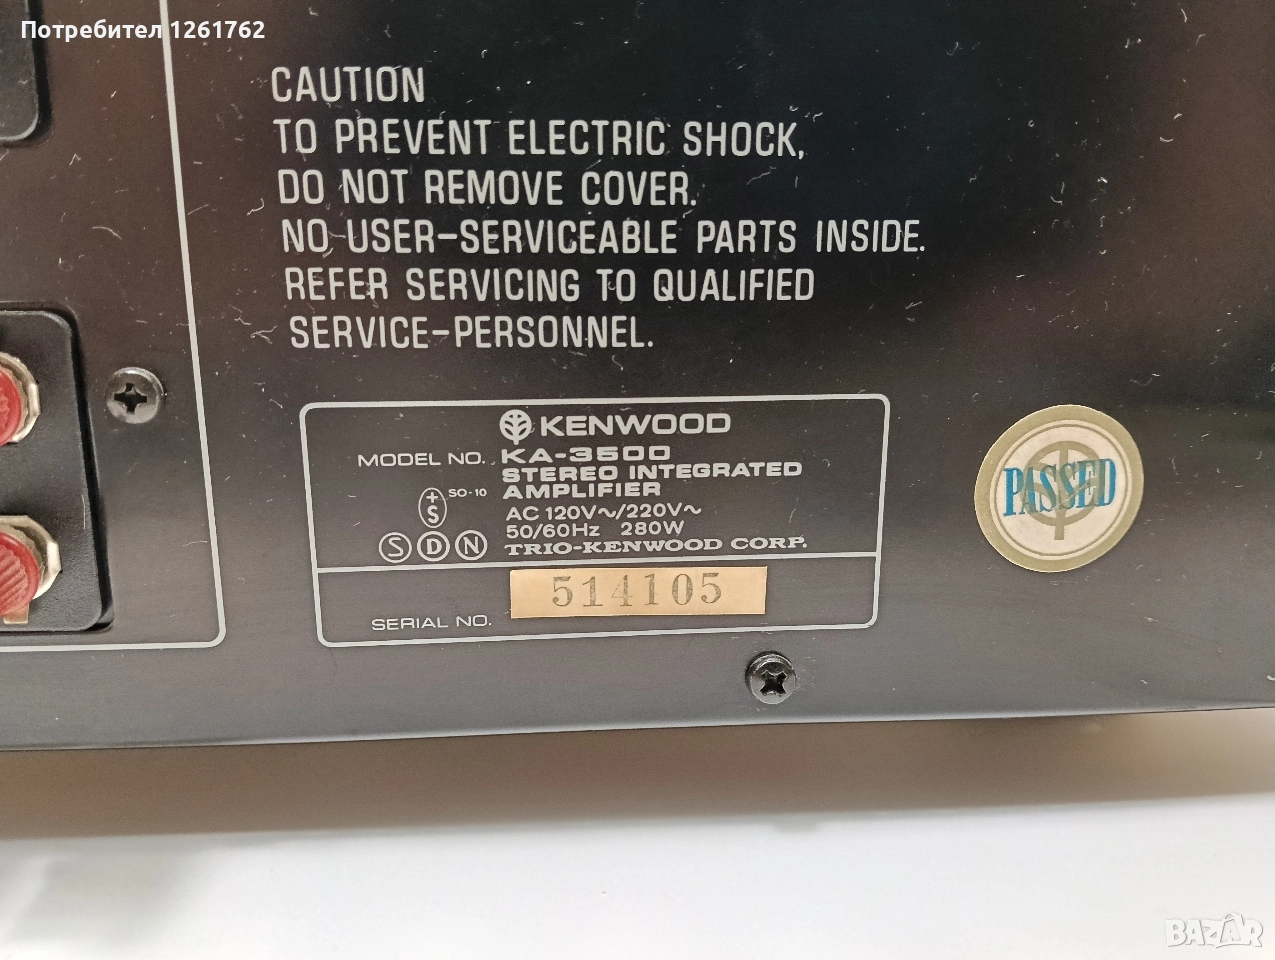 Потребител 1261762
CAUTION
TO PREVENT ELECTRIC SHOCK,
DO NOT REMOVE COVER.
NO USER-SERVICEABLE PARTS INSIDE.
REFER SERVICING TO QUALIFIED
SERVICE-PERSONNEL.
KENWOOD
MODEL NO. KA-3500
STEREO INTEGRATED
SO-10 AMPLIFIER
+S
AC 120V~/220V~
50/60Hz 280W
S D N TRIO-KENWOOD CORP.
SERIAL NO. 514105
PASSED
BAZAR